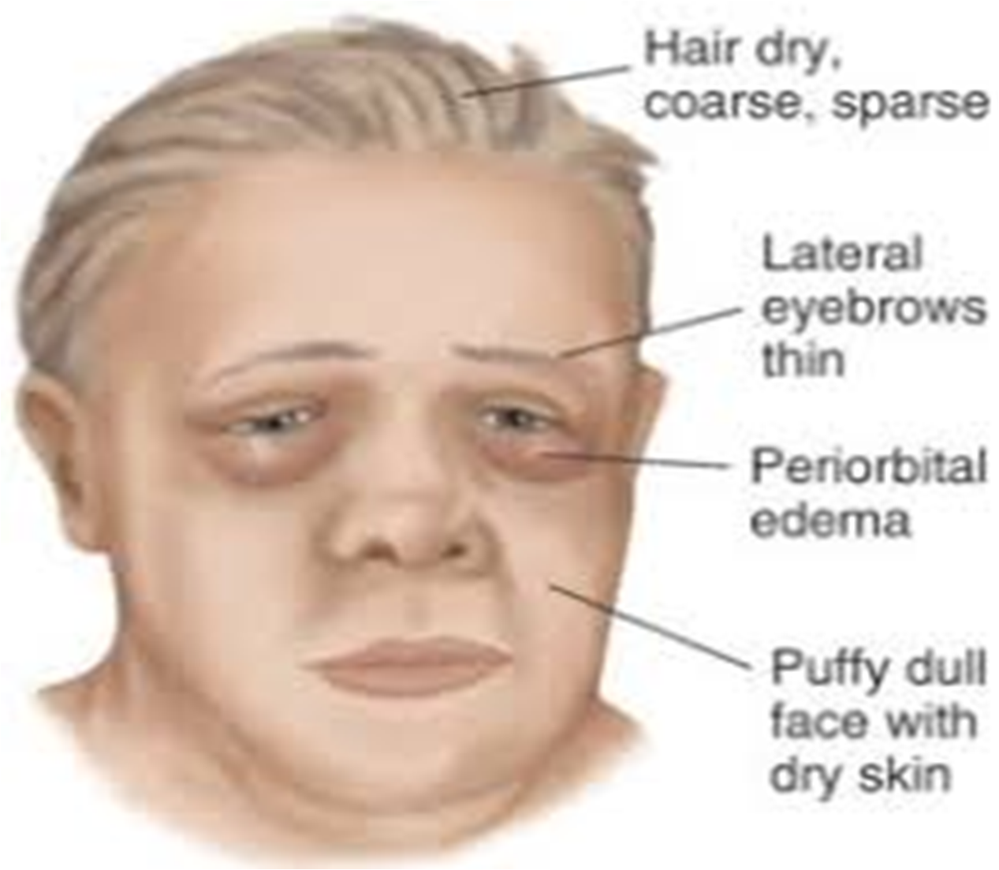 Hair dry,
coarse, sparse
Lateral
eyebrows
thin
Periorbital
edema
Puffy dull
face with
dry skin